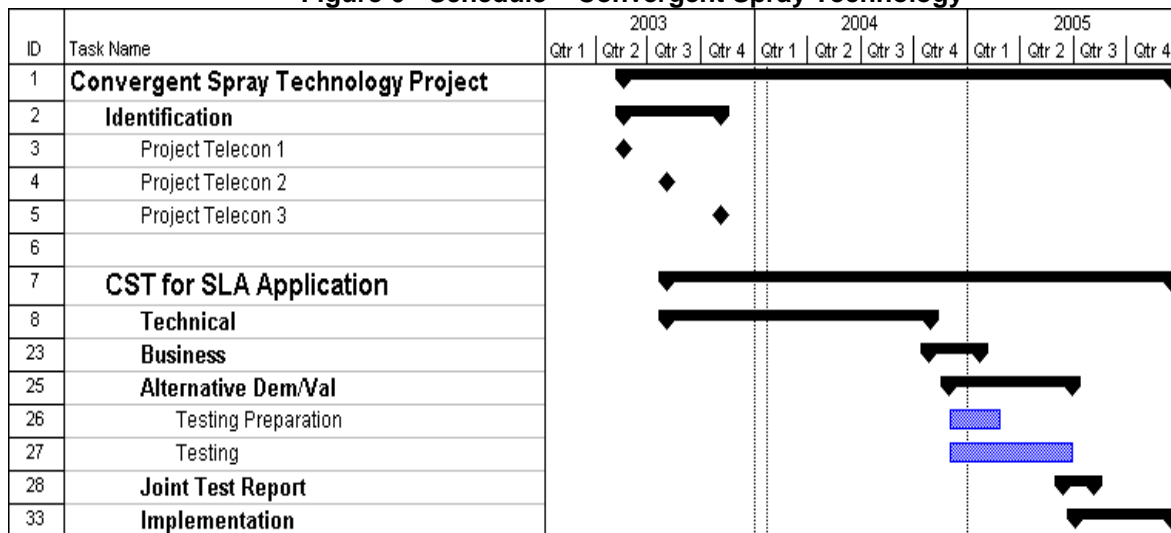 Figure 6 - Schedule – Convergent Spray Technology
2003 2004 2005
ID Task Name Qtr 1 Qtr 2 Qtr 3 Qtr 4 Qtr 1 Qtr 2 Qtr 3 Qtr 4 Qtr 1 Qtr 2 Qtr 3 Qtr 4
1 Convergent Spray Technology Project
2 Identification
3 Project Telecon 1
4 Project Telecon 2
5 Project Telecon 3
6
7 CST for SLA Application
8 Technical
23 Business
25 Alternative Dem/Val
26 Testing Preparation
27 Testing
28 Joint Test Report
33 Implementation